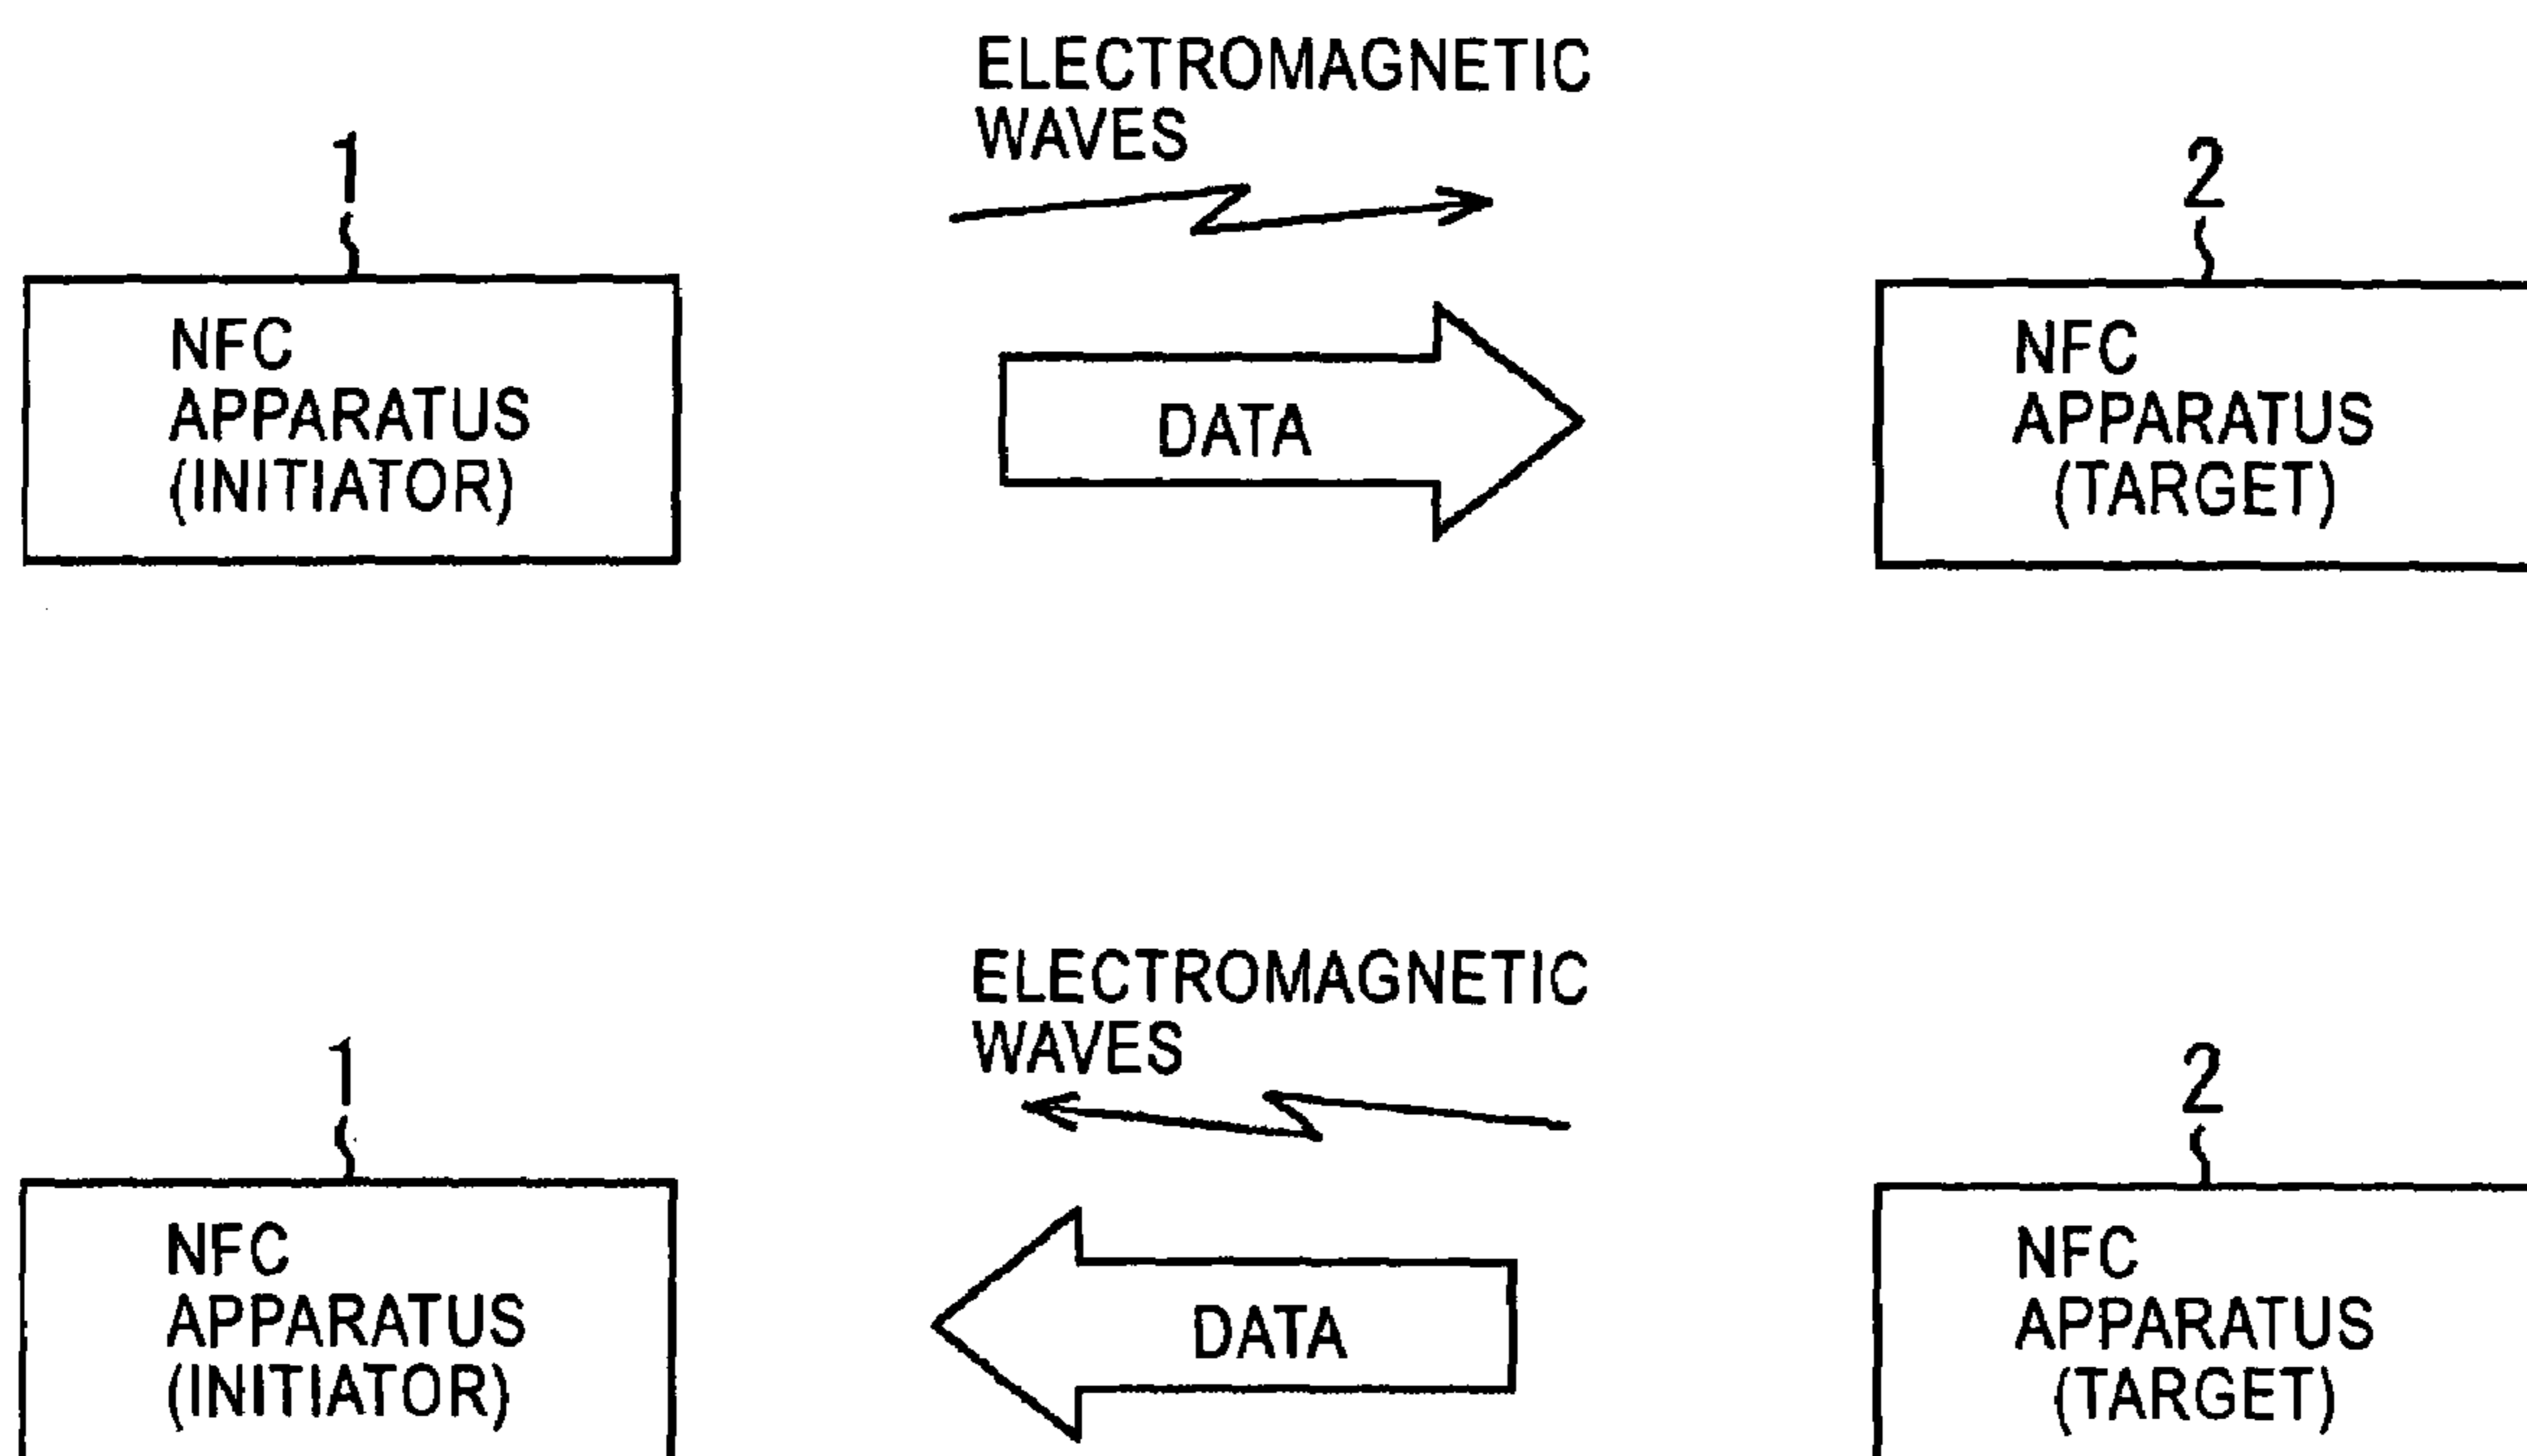 ELECTROMAGNETIC
WAVES
1
2
NFC
APPARATUS
(INITIATOR)
DATA
NFC
APPARATUS
(TARGET)
ELECTROMAGNETIC
WAVES
1
2
NFC
APPARATUS
(INITIATOR)
DATA
NFC
APPARATUS
(TARGET)